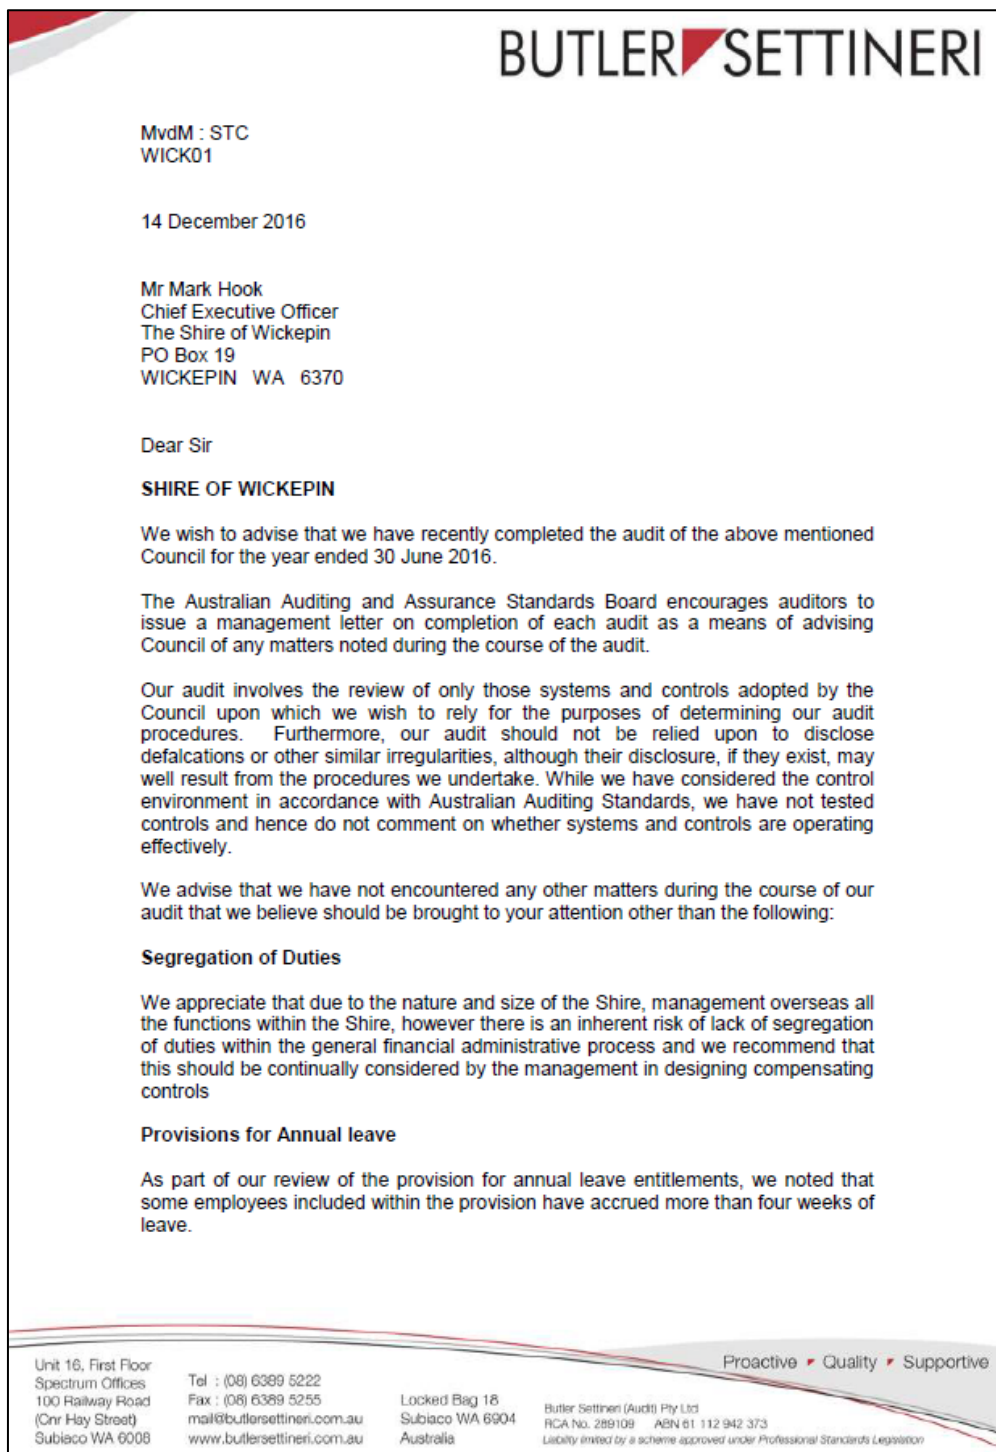 BUTLER SETTINERI
MvdM : STC
WICK01
14 December 2016
Mr Mark Hook
Chief Executive Officer
The Shire of Wickepin
PO Box 19
WICKEPIN WA 6370
Dear Sir
SHIRE OF WICKEPIN
We wish to advise that we have recently completed the audit of the above mentioned
Council for the year ended 30 June 2016.
The Australian Auditing and Assurance Standards Board encourages auditors to
issue a management letter on completion of each audit as a means of advising
Council of any matters noted during the course of the audit.
Our audit involves the review of only those systems and controls adopted by the
Council upon which we wish to rely for the purposes of determining our audit
procedures. Furthermore, our audit should not be relied upon to disclose
defalcations or other similar irregularities, although their disclosure, if they exist, may
well result from the procedures we undertake. While we have considered the control
environment in accordance with Australian Auditing Standards, we have not tested
controls and hence do not comment on whether systems and controls are operating
effectively.
We advise that we have not encountered any other matters during the course of our
audit that we believe should be brought to your attention other than the following:
Segregation of Duties
We appreciate that due to the nature and size of the Shire, management overseas all
the functions within the Shire, however there is an inherent risk of lack of segregation
of duties within the general financial administrative process and we recommend that
this should be continually considered by the management in designing compensating
controls
Provisions for Annual leave
As part of our review of the provision for annual leave entitlements, we noted that
some employees included within the provision have accrued more than four weeks of
leave.
Proactive Quality Supportive
Unit 16, First Floor
Spectrum Offices
100 Railway Road
(Cnr Hay Street)
Subiaco WA 6008
Tel : (08) 6389 5222
Fax : (08) 6389 5255
mail@butlersettineri.com.au
www.butlersettineri.com.au
Locked Bag 18
Subiaco WA 6904
Australia
Butler Settineri (Audit) Pty Ltd
RCA No. 289109 ABN 61 112 942 373
Liability limited by a scheme approved under Professional Standards Legislation